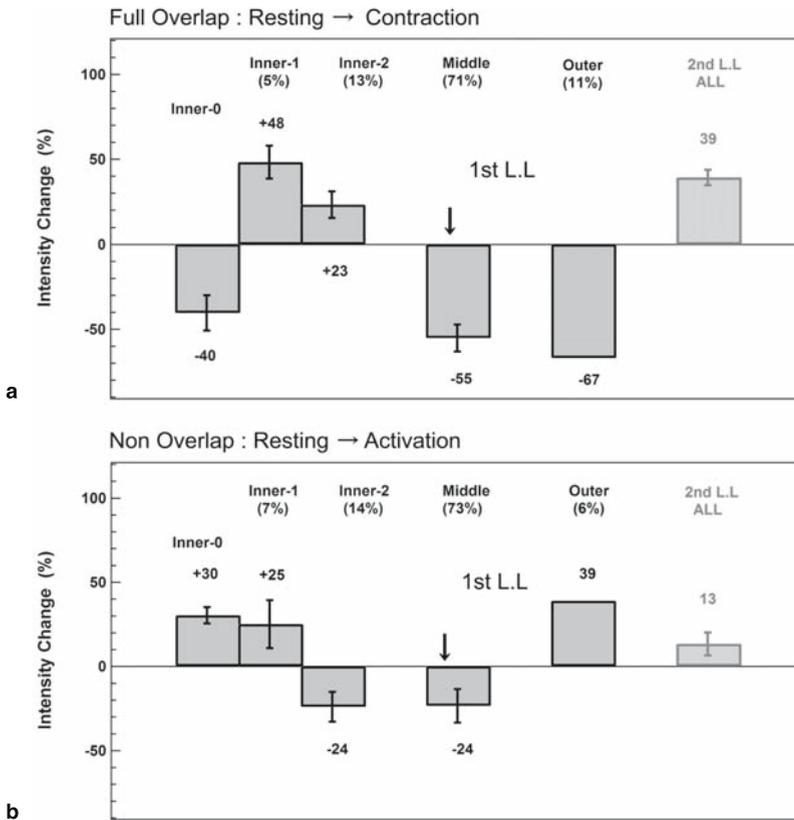 Full Overlap : Resting → Contraction
Inner-1 Inner-2 Middle Outer 2nd L.L
(5%) (13%) (71%) (11%) ALL
Inner-0
+48
39
1st L.L
+23
-40
-55
-67
100
50
0
-50
Intensity Change (%)
a
Non Overlap : Resting → Activation
Inner-1 Inner-2 Middle Outer 2nd L.L
(7%) (14%) (73%) (6%) ALL
Inner-0
+30 +25 39
1st L.L
13
-24
-24
100
50
0
-50
Intensity Change (%)
b